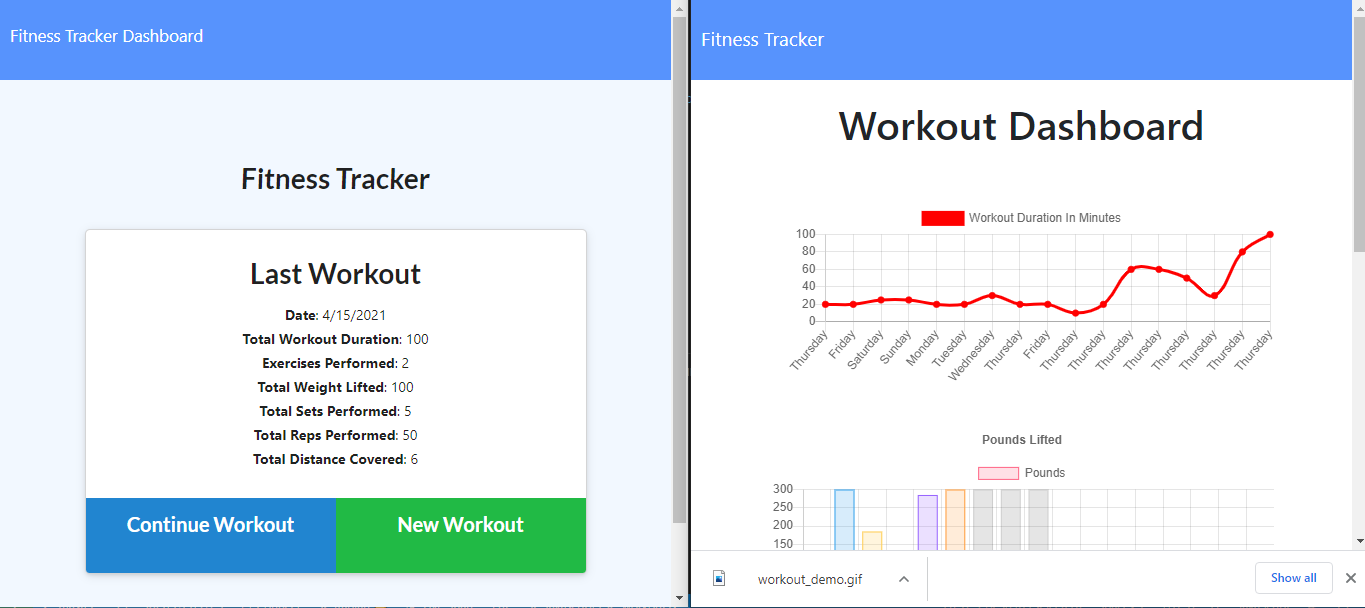 Fitness Tracker Dashboard
Fitness Tracker
Last Workout
Date: 4/15/2021
Total Workout Duration: 100
Exercises Performed: 2
Total Weight Lifted: 100
Total Sets Performed: 5
Total Reps Performed: 50
Total Distance Covered: 6
Continue Workout
New Workout
Fitness Tracker
Workout Dashboard
Workout Duration In Minutes
100
80
60
40
20
0
Thursday
Friday
Saturday
Sunday
Monday
Tuesday
Wednesday
Thursday
Friday
Thursday
Thursday
Thursday
Thursday
Thursday
Thursday
Thursday
Thursday
Pounds Lifted
Pounds
300
250
200
150
workout_demo.gif
Show all